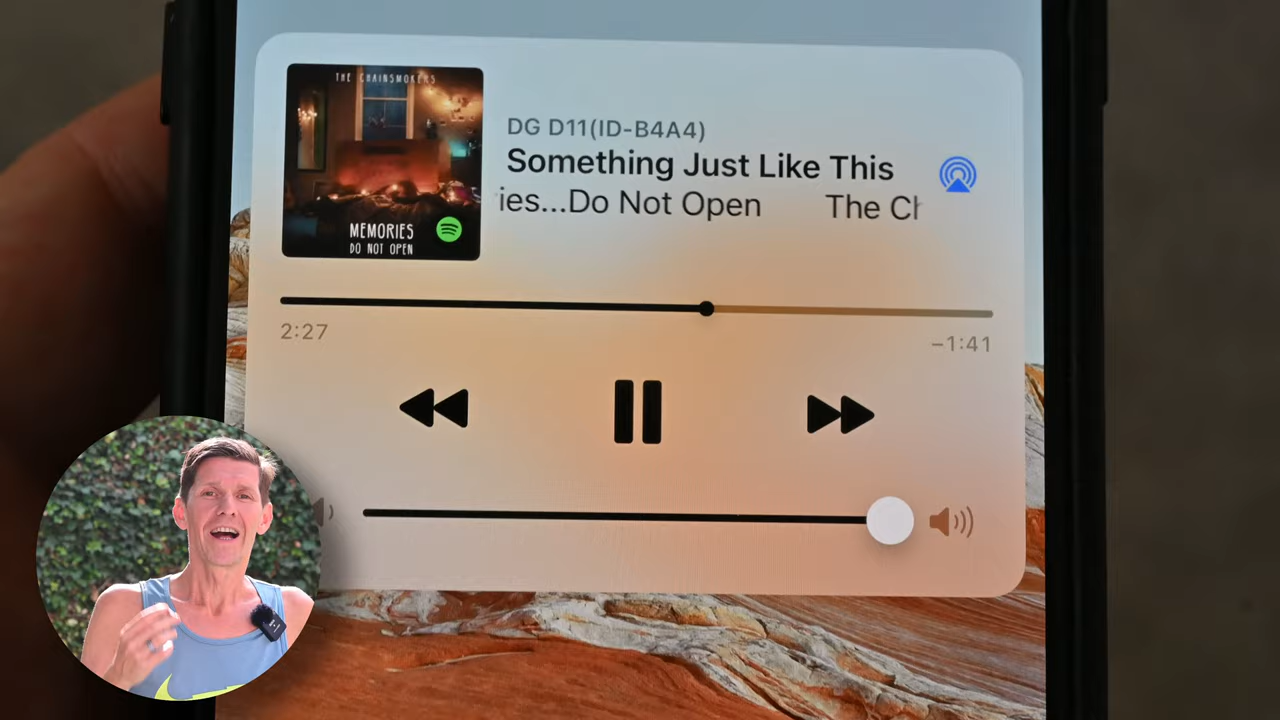 THE CHAINSMOKERS
MEMORIES
DO NOT OPEN
DG D11(ID-B4A4)
Something Just Like This
ies...Do Not Open The Ch
2:27
-1:41